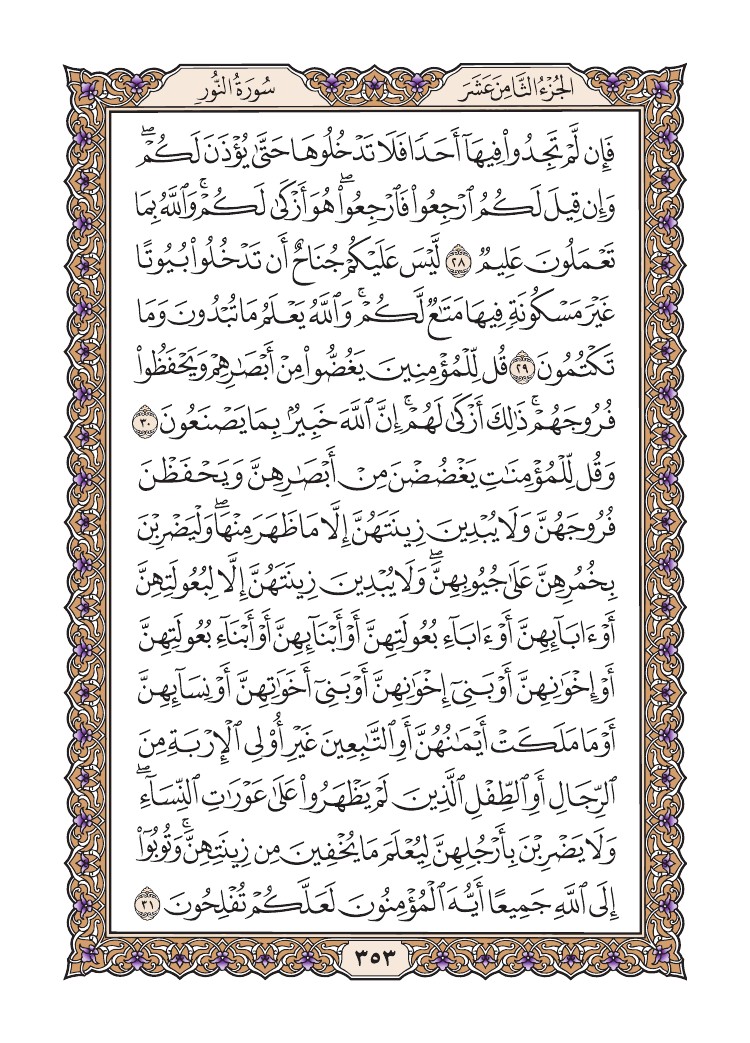 الجُزْءُ الثَّامِنَ عَشَرَ
سُورَةُ النُّورِ
فَإِن لَّمْ تَجِدُوا۟ فِيهَآ أَحَدًا فَلَا تَدْخُلُوهَا حَتَّىٰ يُؤْذَنَ لَكُمْ ۖ
وَإِن قِيلَ لَكُمُ ٱرْجِعُوا۟ فَٱرْجِعُوا۟ ۖ هُوَ أَزْكَىٰ لَكُمْ ۚ وَٱللَّهُ بِمَا
تَعْمَلُونَ عَلِيمٌ ٢٨ لَّيْسَ عَلَيْكُمْ جُنَاحٌ أَن تَدْخُلُوا۟ بُيُوتًا
غَيْرَ مَسْكُونَةٍ فِيهَا مَتَٰعٌ لَّكُمْ ۚ وَٱللَّهُ يَعْلَمُ مَا تُبْدُونَ وَمَا
تَكْتُمُونَ ٢٩ قُل لِّلْمُؤْمِنِينَ يَغُضُّوا۟ مِنْ أَبْصَٰرِهِمْ وَيَحْفَظُوا۟
فُرُوجَهُمْ ۚ ذَٰلِكَ أَزْكَىٰ لَهُمْ ۗ إِنَّ ٱللَّهَ خَبِيرٌۢ بِمَا يَصْنَعُونَ ٣٠
وَقُل لِّلْمُؤْمِنَٰتِ يَغْضُضْنَ مِنْ أَبْصَٰرِهِنَّ وَيَحْفَظْنَ
فُرُوجَهُنَّ وَلَا يُبْدِينَ زِينَتَهُنَّ إِلَّا مَا ظَهَرَ مِنْهَا ۖ وَلْيَضْرِبْنَ
بِخُمُرِهِنَّ عَلَىٰ جُيُوبِهِنَّ ۖ وَلَا يُبْدِينَ زِينَتَهُنَّ إِلَّا لِبُعُولَتِهِنَّ
أَوْ ءَابَآئِهِنَّ أَوْ ءَابَآءِ بُعُولَتِهِنَّ أَوْ أَبْنَآئِهِنَّ أَوْ أَبْنَآءِ بُعُولَتِهِنَّ
أَوْ إِخْوَٰنِهِنَّ أَوْ بَنِىٓ إِخْوَٰنِهِنَّ أَوْ بَنِىٓ أَخَوَٰتِهِنَّ أَوْ نِسَآئِهِنَّ
أَوْ مَا مَلَكَتْ أَيْمَٰنُهُنَّ أَوِ ٱلتَّٰبِعِينَ غَيْرِ أُو۟لِى ٱلْإِرْبَةِ مِنَ
ٱلرِّجَالِ أَوِ ٱلطِّفْلِ ٱلَّذِينَ لَمْ يَظْهَرُوا۟ عَلَىٰ عَوْرَٰتِ ٱلنِّسَآءِ ۖ
وَلَا يَضْرِبْنَ بِأَرْجُلِهِنَّ لِيُعْلَمَ مَا يُخْفِينَ مِن زِينَتِهِنَّ ۚ وَتُوبُوٓا۟
إِلَى ٱللَّهِ جَمِيعًا أَيُّهَ ٱلْمُؤْمِنُونَ لَعَلَّكُمْ تُفْلِحُونَ ٣١
٣٥٣